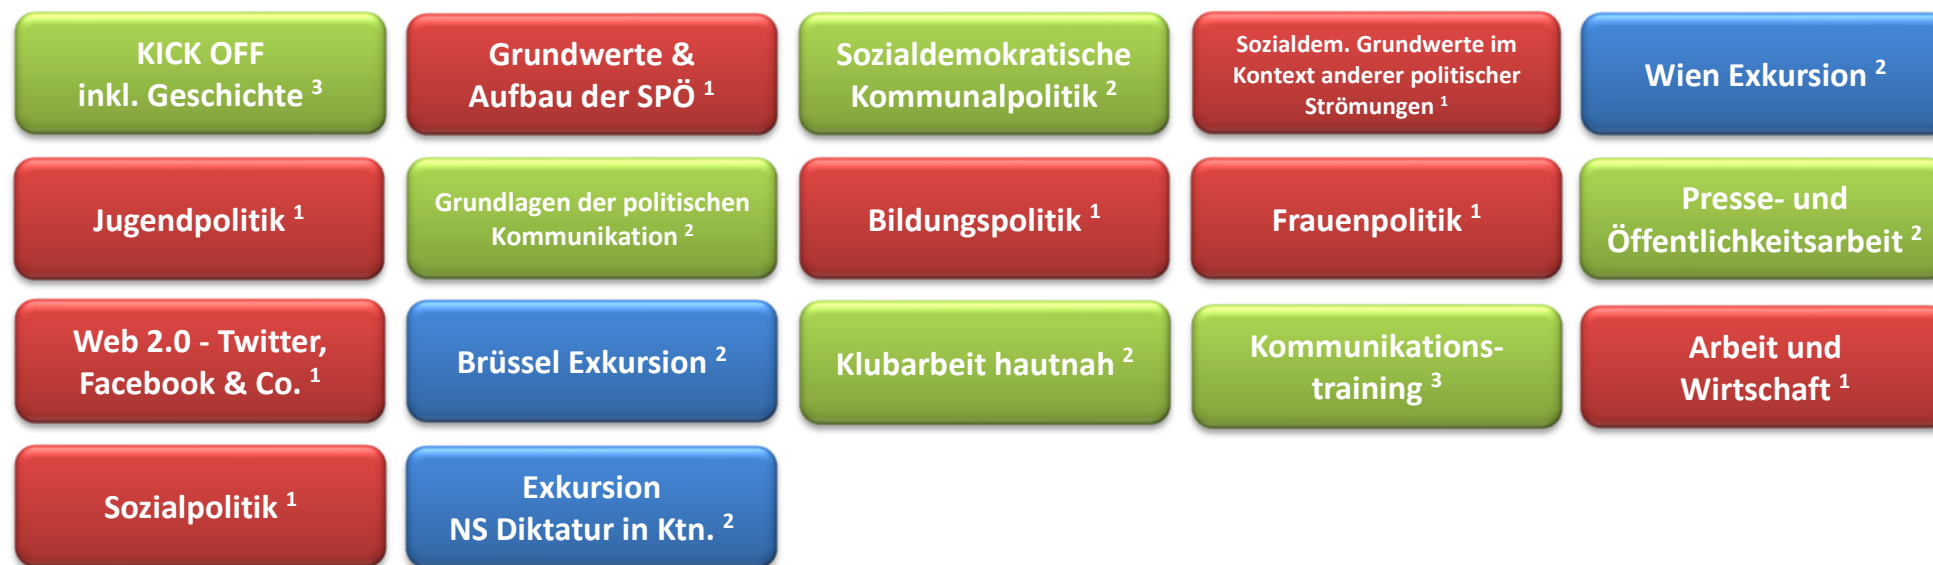 KICK OFF
inkl. Geschichte ³
Grundwerte &
Aufbau der SPÖ ¹
Sozialdemokratische
Kommunalpolitik ²
Sozialdem. Grundwerte im
Kontext anderer politischer
Strömungen ¹
Wien Exkursion ²
Jugendpolitik ¹
Grundlagen der politischen
Kommunikation ²
Bildungspolitik ¹
Frauenpolitik ¹
Presse- und
Öffentlichkeitsarbeit ²
Web 2.0 - Twitter,
Facebook & Co. ¹
Brüssel Exkursion ²
Klubarbeit hautnah ²
Kommunikations-
training ³
Arbeit und
Wirtschaft ¹
Sozialpolitik ¹
Exkursion
NS Diktatur in Ktn. ²